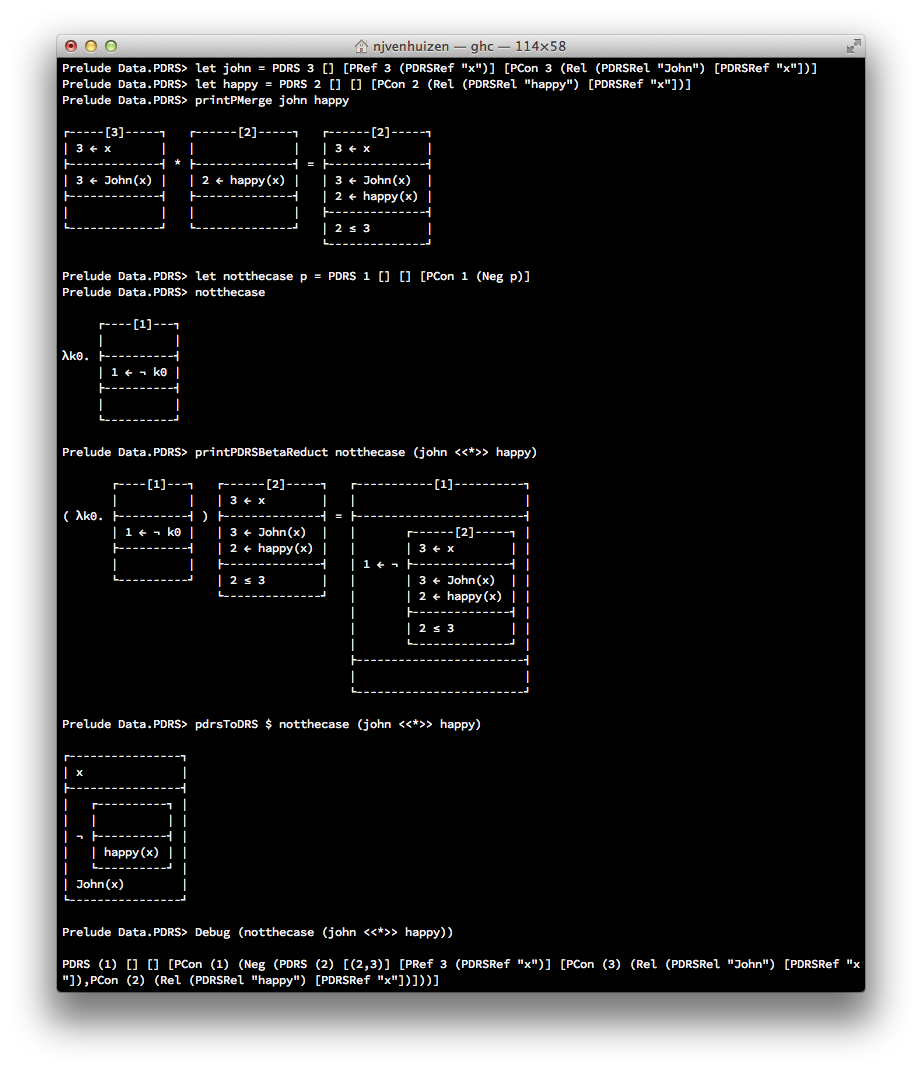 njvenhuizen — ghc — 114×58
Prelude Data.PDRS> let john = PDRS 3 [] [PRef 3 (PDRSRef "x")] [PCon 3 (Rel (PDRSRel "John") [PDRSRef "x"])]
Prelude Data.PDRS> let happy = PDRS 2 [] [] [PCon 2 (Rel (PDRSRel "happy") [PDRSRef "x"])]
Prelude Data.PDRS> printPMerge john happy
[3] [2] [2]
3 ← x 3 ← x
* =
3 ← John(x) 2 ← happy(x) 3 ← John(x)
2 ← happy(x)
2 ≤ 3
Prelude Data.PDRS> let notthecase p = PDRS 1 [] [] [PCon 1 (Neg p)]
Prelude Data.PDRS> notthecase
[1]
λk0.
1 ← ¬ k0
Prelude Data.PDRS> printPDRSBetaReduct notthecase (john <<*>> happy)
[1] [2] [1]
3 ← x
( λk0. ) =
1 ← ¬ k0 3 ← John(x) [2]
2 ← happy(x) 3 ← x
1 ← ¬
2 ≤ 3 3 ← John(x)
2 ← happy(x)
2 ≤ 3
Prelude Data.PDRS> pdrsToDRS $ notthecase (john <<*>> happy)
x
¬
happy(x)
John(x)
Prelude Data.PDRS> Debug (notthecase (john <<*>> happy))
PDRS (1) [] [] [PCon (1) (Neg (PDRS (2) [(2,3)] [PRef 3 (PDRSRef "x")] [PCon (3) (Rel (PDRSRel "John") [PDRSRef "x
"]),PCon (2) (Rel (PDRSRel "happy") [PDRSRef "x"])]))]